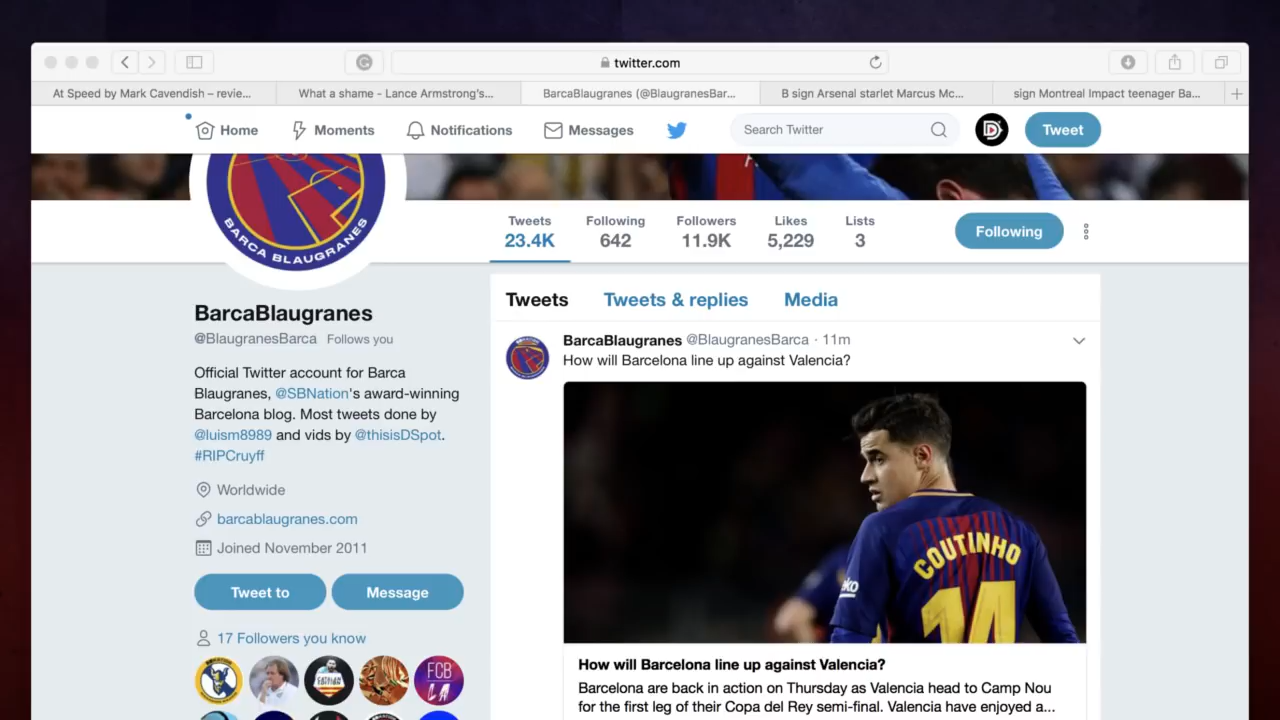 twitter.com
At Speed by Mark Cavendish – revie...
What a shame - Lance Armstrong's...
BarcaBlaugranes (@BlaugranesBar...
B sign Arsenal starlet Marcus Mc...
sign Montreal Impact teenager Ba...
Home
Moments
Notifications
Messages
Search Twitter
Tweet
BARCA BLAUGRANES
Tweets
23.4K
Following
642
Followers
11.9K
Likes
5,229
Lists
3
Following
BarcaBlaugranes
@BlaugranesBarca Follows you
Official Twitter account for Barca
Blaugranes, @SBNation's award-winning
Barcelona blog. Most tweets done by
@luism8989 and vids by @thisisDSpot.
#RIPCruyff
Worldwide
barcablaugranes.com
Joined November 2011
Tweet to
Message
17 Followers you know
FCB
LA
Tweets
Tweets & replies
Media
BarcaBlaugranes @BlaugranesBarca · 11m
How will Barcelona line up against Valencia?
COUTINHO
14
eko
How will Barcelona line up against Valencia?
Barcelona are back in action on Thursday as Valencia head to Camp Nou
for the first leg of their Copa del Rey semi-final. Valencia have enjoyed a...